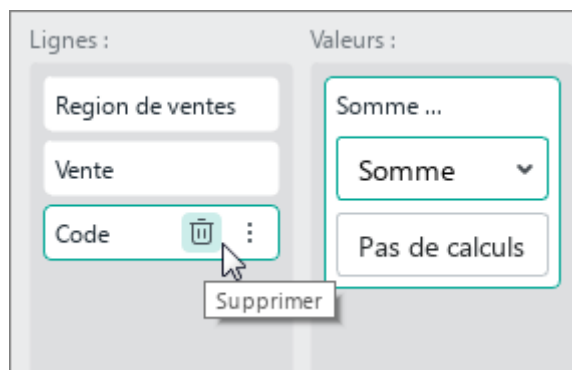 Lignes :
Region de ventes
Vente
Code
Supprimer
Valeurs :
Somme ...
Somme
Pas de calculs